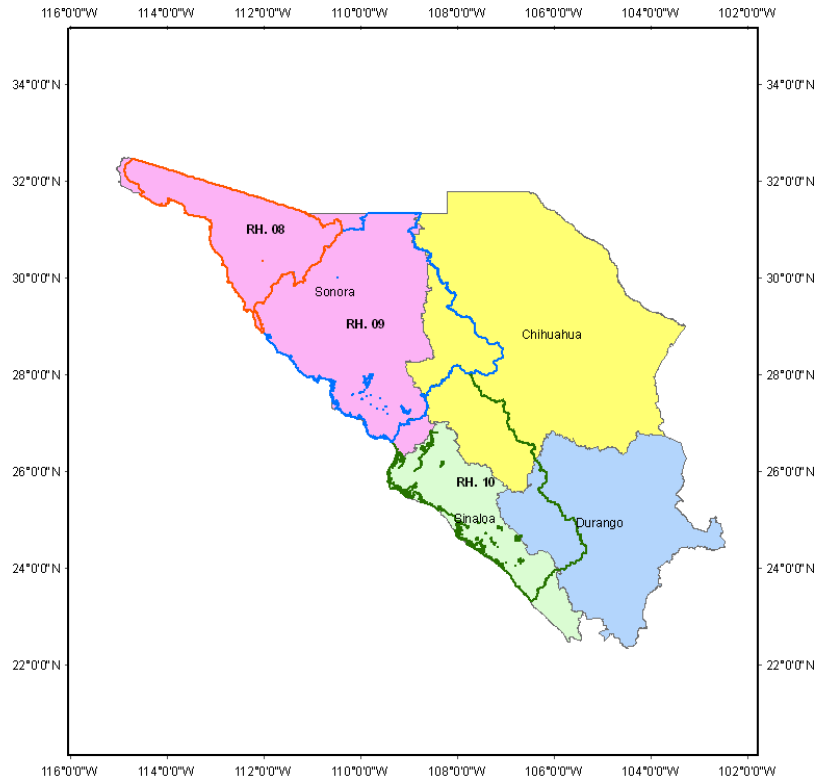 116°0'0"W 114°0'0"W 112°0'0"W 110°0'0"W 108°0'0"W 106°0'0"W 104°0'0"W 102°0'0"W
34°0'0"N 34°0'0"N
32°0'0"N 32°0'0"N
RH. 08
30°0'0"N 30°0'0"N
Sonora
RH. 09
Chihuahua
28°0'0"N 28°0'0"N
26°0'0"N 26°0'0"N
RH. 10
Sinaloa Durango
24°0'0"N 24°0'0"N
22°0'0"N 22°0'0"N
116°0'0"W 114°0'0"W 112°0'0"W 110°0'0"W 108°0'0"W 106°0'0"W 104°0'0"W 102°0'0"W